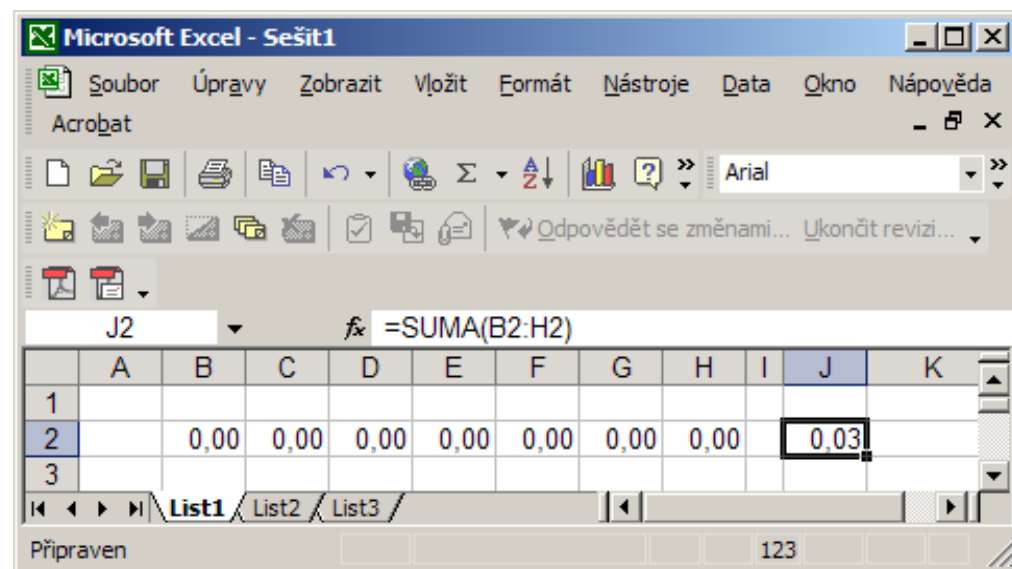 Microsoft Excel - Sešit1
Soubor Úpravy Zobrazit Vložit Formát Nástroje Data Okno Nápověda
Acrobat
Arial
Odpovědět se změnami... Ukončit revizi...
J2 fx =SUMA(B2:H2)
A B C D E F G H I J K
1
2 0,00 0,00 0,00 0,00 0,00 0,00 0,00 0,03
3
List1 List2 List3
Připraven 123